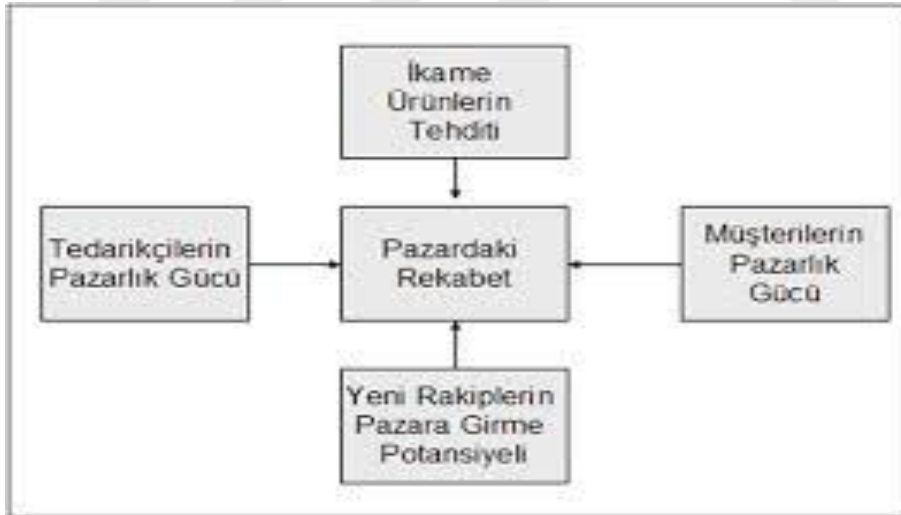 İkame
Ürünlerin
Tehditi
Tedarikçilerin
Pazarlık Gücü
Pazardaki
Rekabet
Müşterilerin
Pazarlık
Gücü
Yeni Rakiplerin
Pazara Girme
Potansiyeli